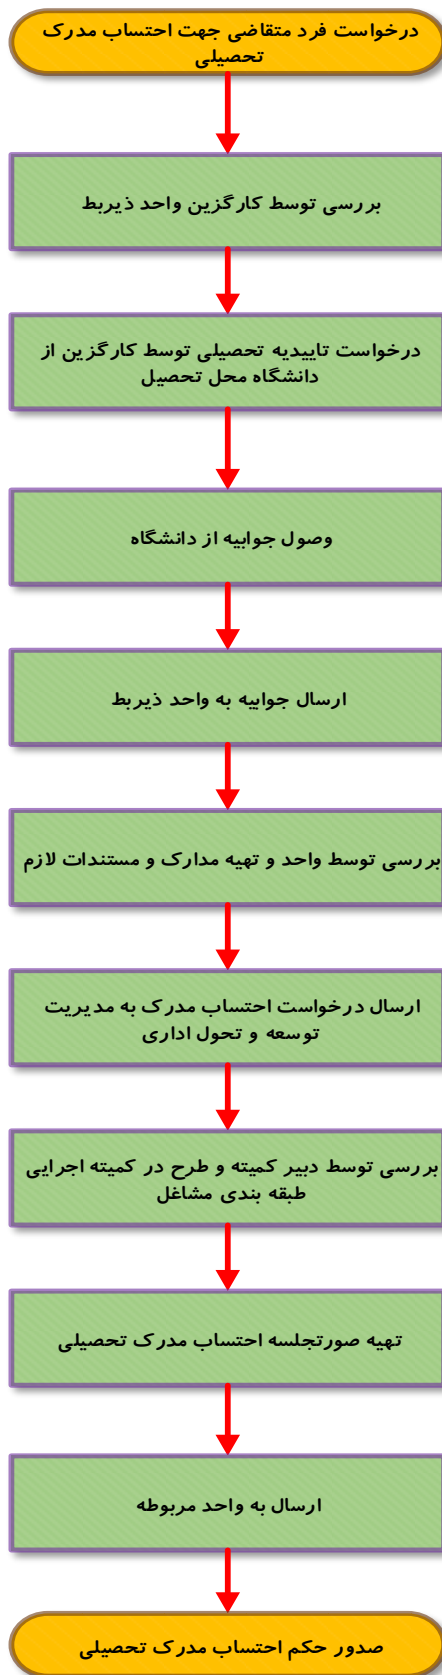 درخواست فرد متقاضی جهت احتساب مدرک
تحصیلی
بررسی توسط کارگزین واحد ذیربط
درخواست تاییدیه تحصیلی توسط کارگزین از
دانشگاه محل تحصیل
وصول جوابیه از دانشگاه
ارسال جوابیه به واحد ذیربط
بررسی توسط واحد و تهیه مدارک و مستندات لازم
ارسال درخواست احتساب مدرک به مدیریت
توسعه و تحول اداری
بررسی توسط دبیر کمیته و طرح در کمیته اجرایی
طبقه بندی مشاغل
تهیه صورتجلسه احتساب مدرک تحصیلی
ارسال به واحد مربوطه
صدور حکم احتساب مدرک تحصیلی